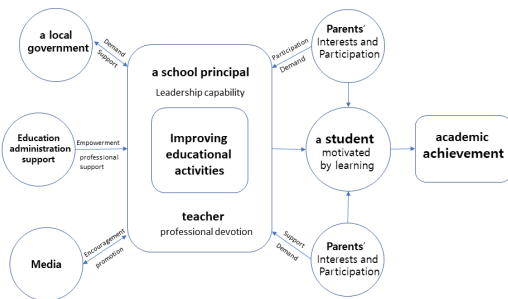 a local
government
Demand
Support
Education
administration
support
Empowerment
professional
support
Media
Encouragement
promotion
a school principal
Leadership capability
Improving
educational
activities
teacher
professional devotion
Participation
Demand
Parents'
Interests and
Participation
a student
motivated
by learning
academic
achievement
Support
Demand
Parents'
Interests and
Participation